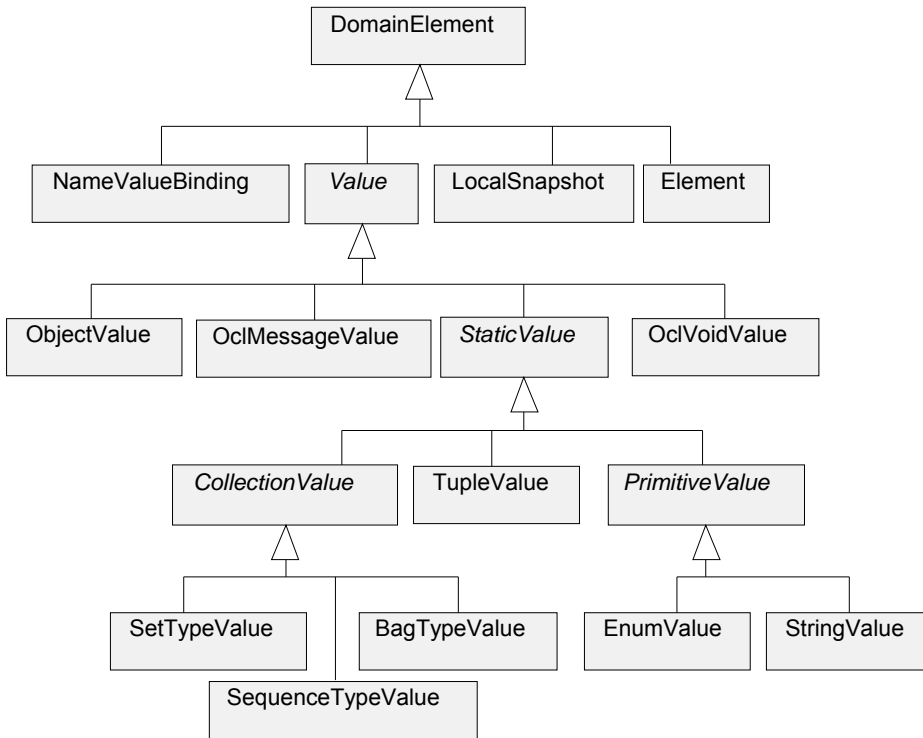 DomainElement
NameValueBinding
Value
LocalSnapshot
Element
ObjectValue
OclMessageValue
StaticValue
OclVoidValue
CollectionValue
TupleValue
PrimitiveValue
SetTypeValue
BagTypeValue
EnumValue
StringValue
SequenceTypeValue